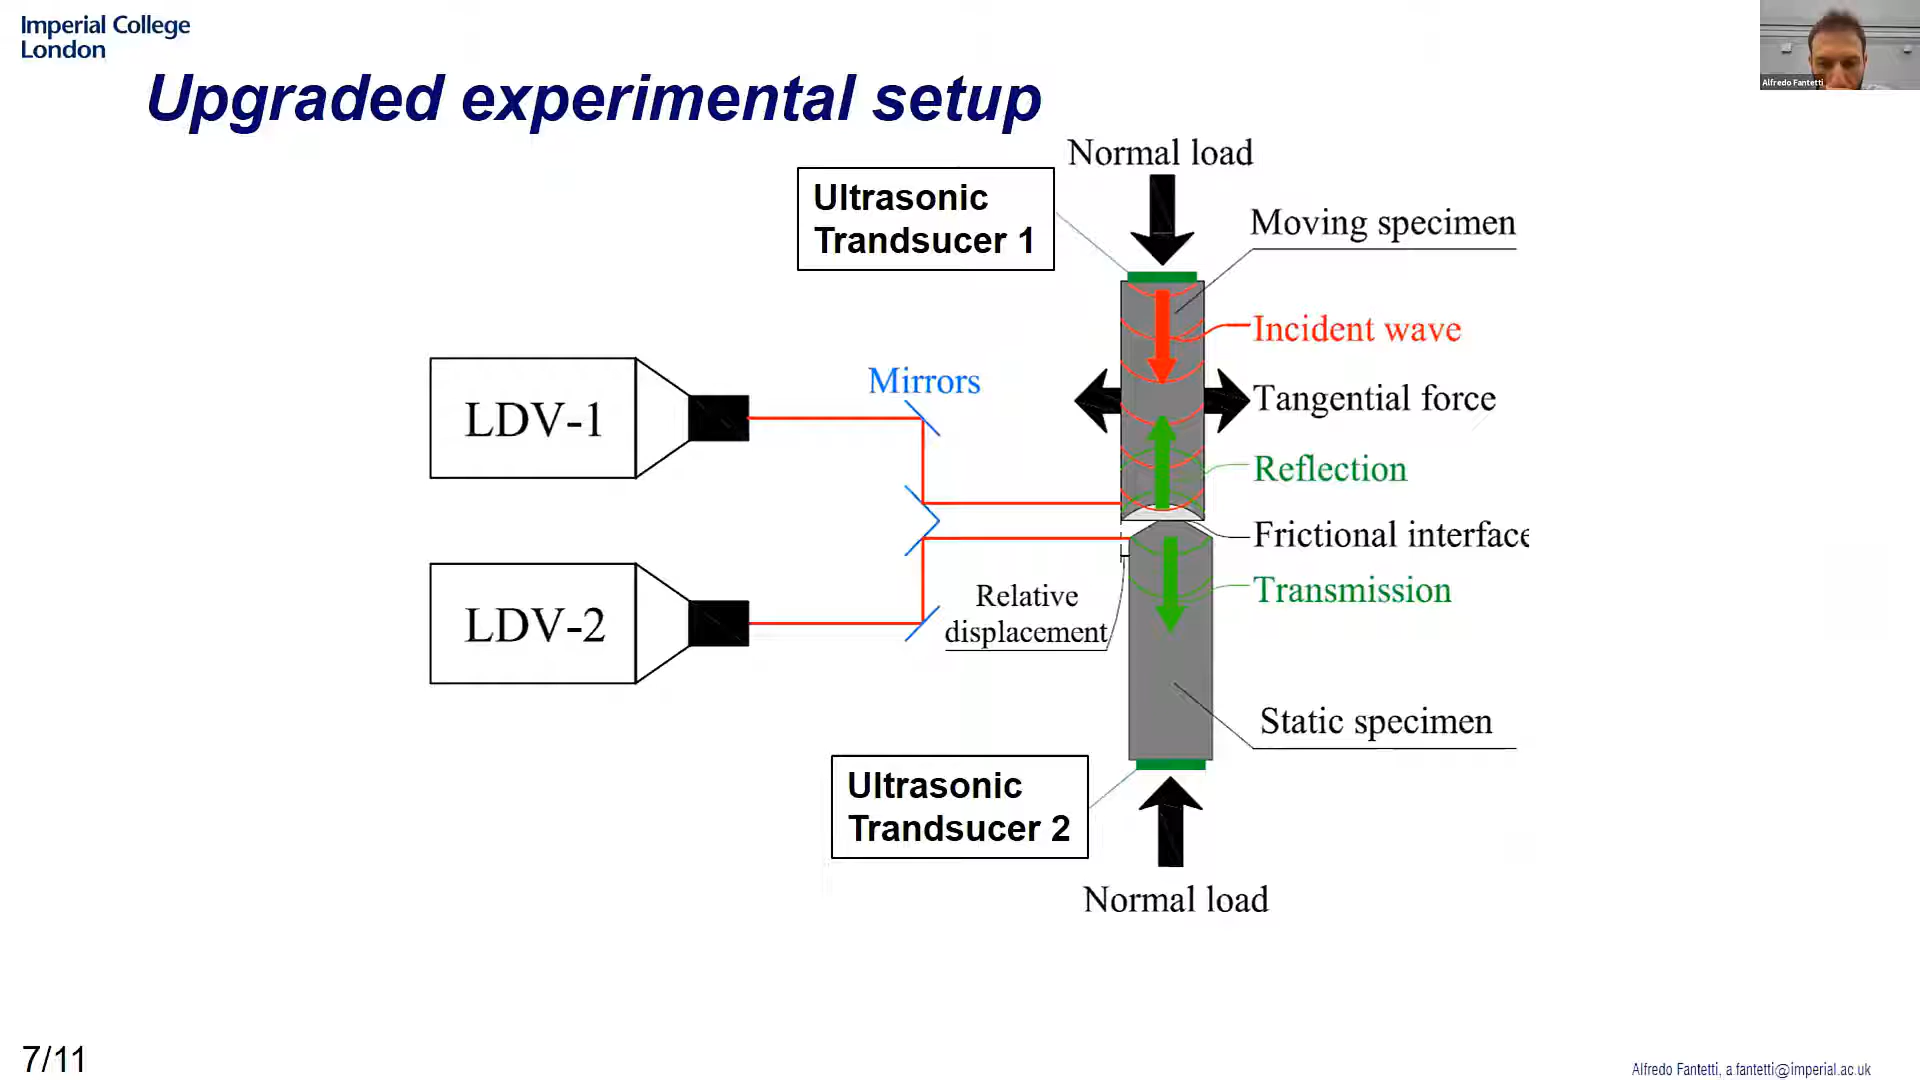 Imperial College
London
Alfredo Fantetti
Upgraded experimental setup
Normal load
Ultrasonic
Trandsucer 1
Moving specimen
Incident wave
Mirrors
LDV-1
Tangential force
Reflection
Frictional interface
Transmission
Relative
displacement
LDV-2
Static specimen
Ultrasonic
Trandsucer 2
Normal load
7/11
Alfredo Fantetti, a.fantetti@imperial.ac.uk